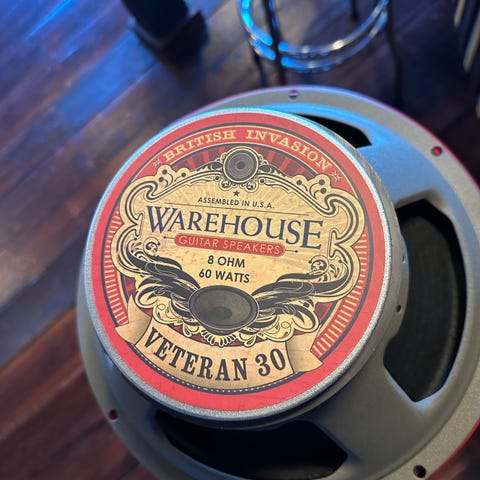 BRITISH INVASION
ASSEMBLED IN U.S.A.
WAREHOUSE
GUITAR SPEAKERS
8 OHM
60 WATTS
VETERAN 30